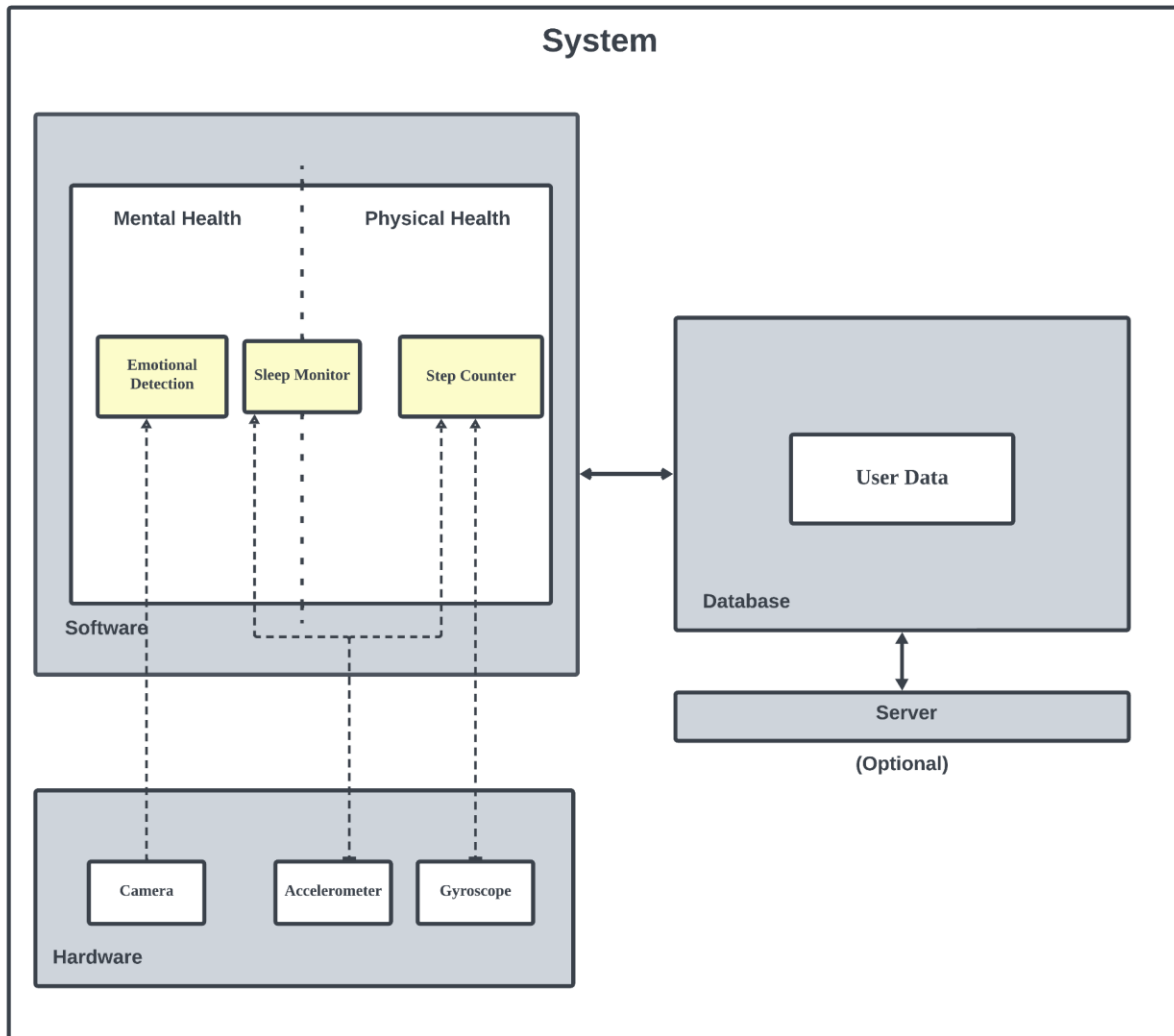 System
Mental Health
Physical Health
Emotional
Detection
Sleep Monitor
Step Counter
Software
User Data
Database
Server
(Optional)
Camera
Accelerometer
Gyroscope
Hardware